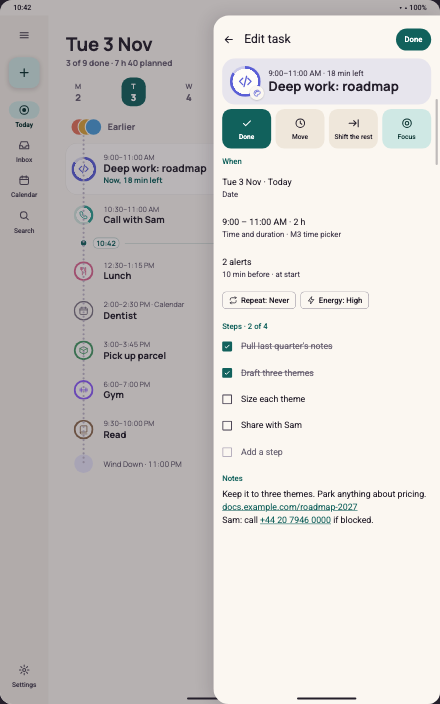 10:42
100%
Tue 3 Nov
3 of 9 done · 7 h 40 planned
M
2
T
3
W
4
Today
Inbox
Calendar
Search
Settings
Earlier
9:00–11:00 AM
Deep work: roadmap
Now, 18 min left
10:30–11:00 AM
Call with Sam
10:42
12:30–1:15 PM
Lunch
2:00–2:30 PM · Calendar
Dentist
3:00–3:45 PM
Pick up parcel
6:00–7:00 PM
Gym
9:30–10:00 PM
Read
Wind Down · 11:00 PM
Edit task
Done
9:00–11:00 AM · 18 min left
Deep work: roadmap
Done
Move
Shift the rest
Focus
When
Tue 3 Nov · Today
Date
9:00 – 11:00 AM · 2 h
Time and duration · M3 time picker
2 alerts
10 min before · at start
Repeat: Never
Energy: High
Steps · 2 of 4
Pull last quarter's notes
Draft three themes
Size each theme
Share with Sam
Add a step
Notes
Keep it to three themes. Park anything about pricing.
docs.example.com/roadmap-2027
Sam: call +44 20 7946 0000 if blocked.